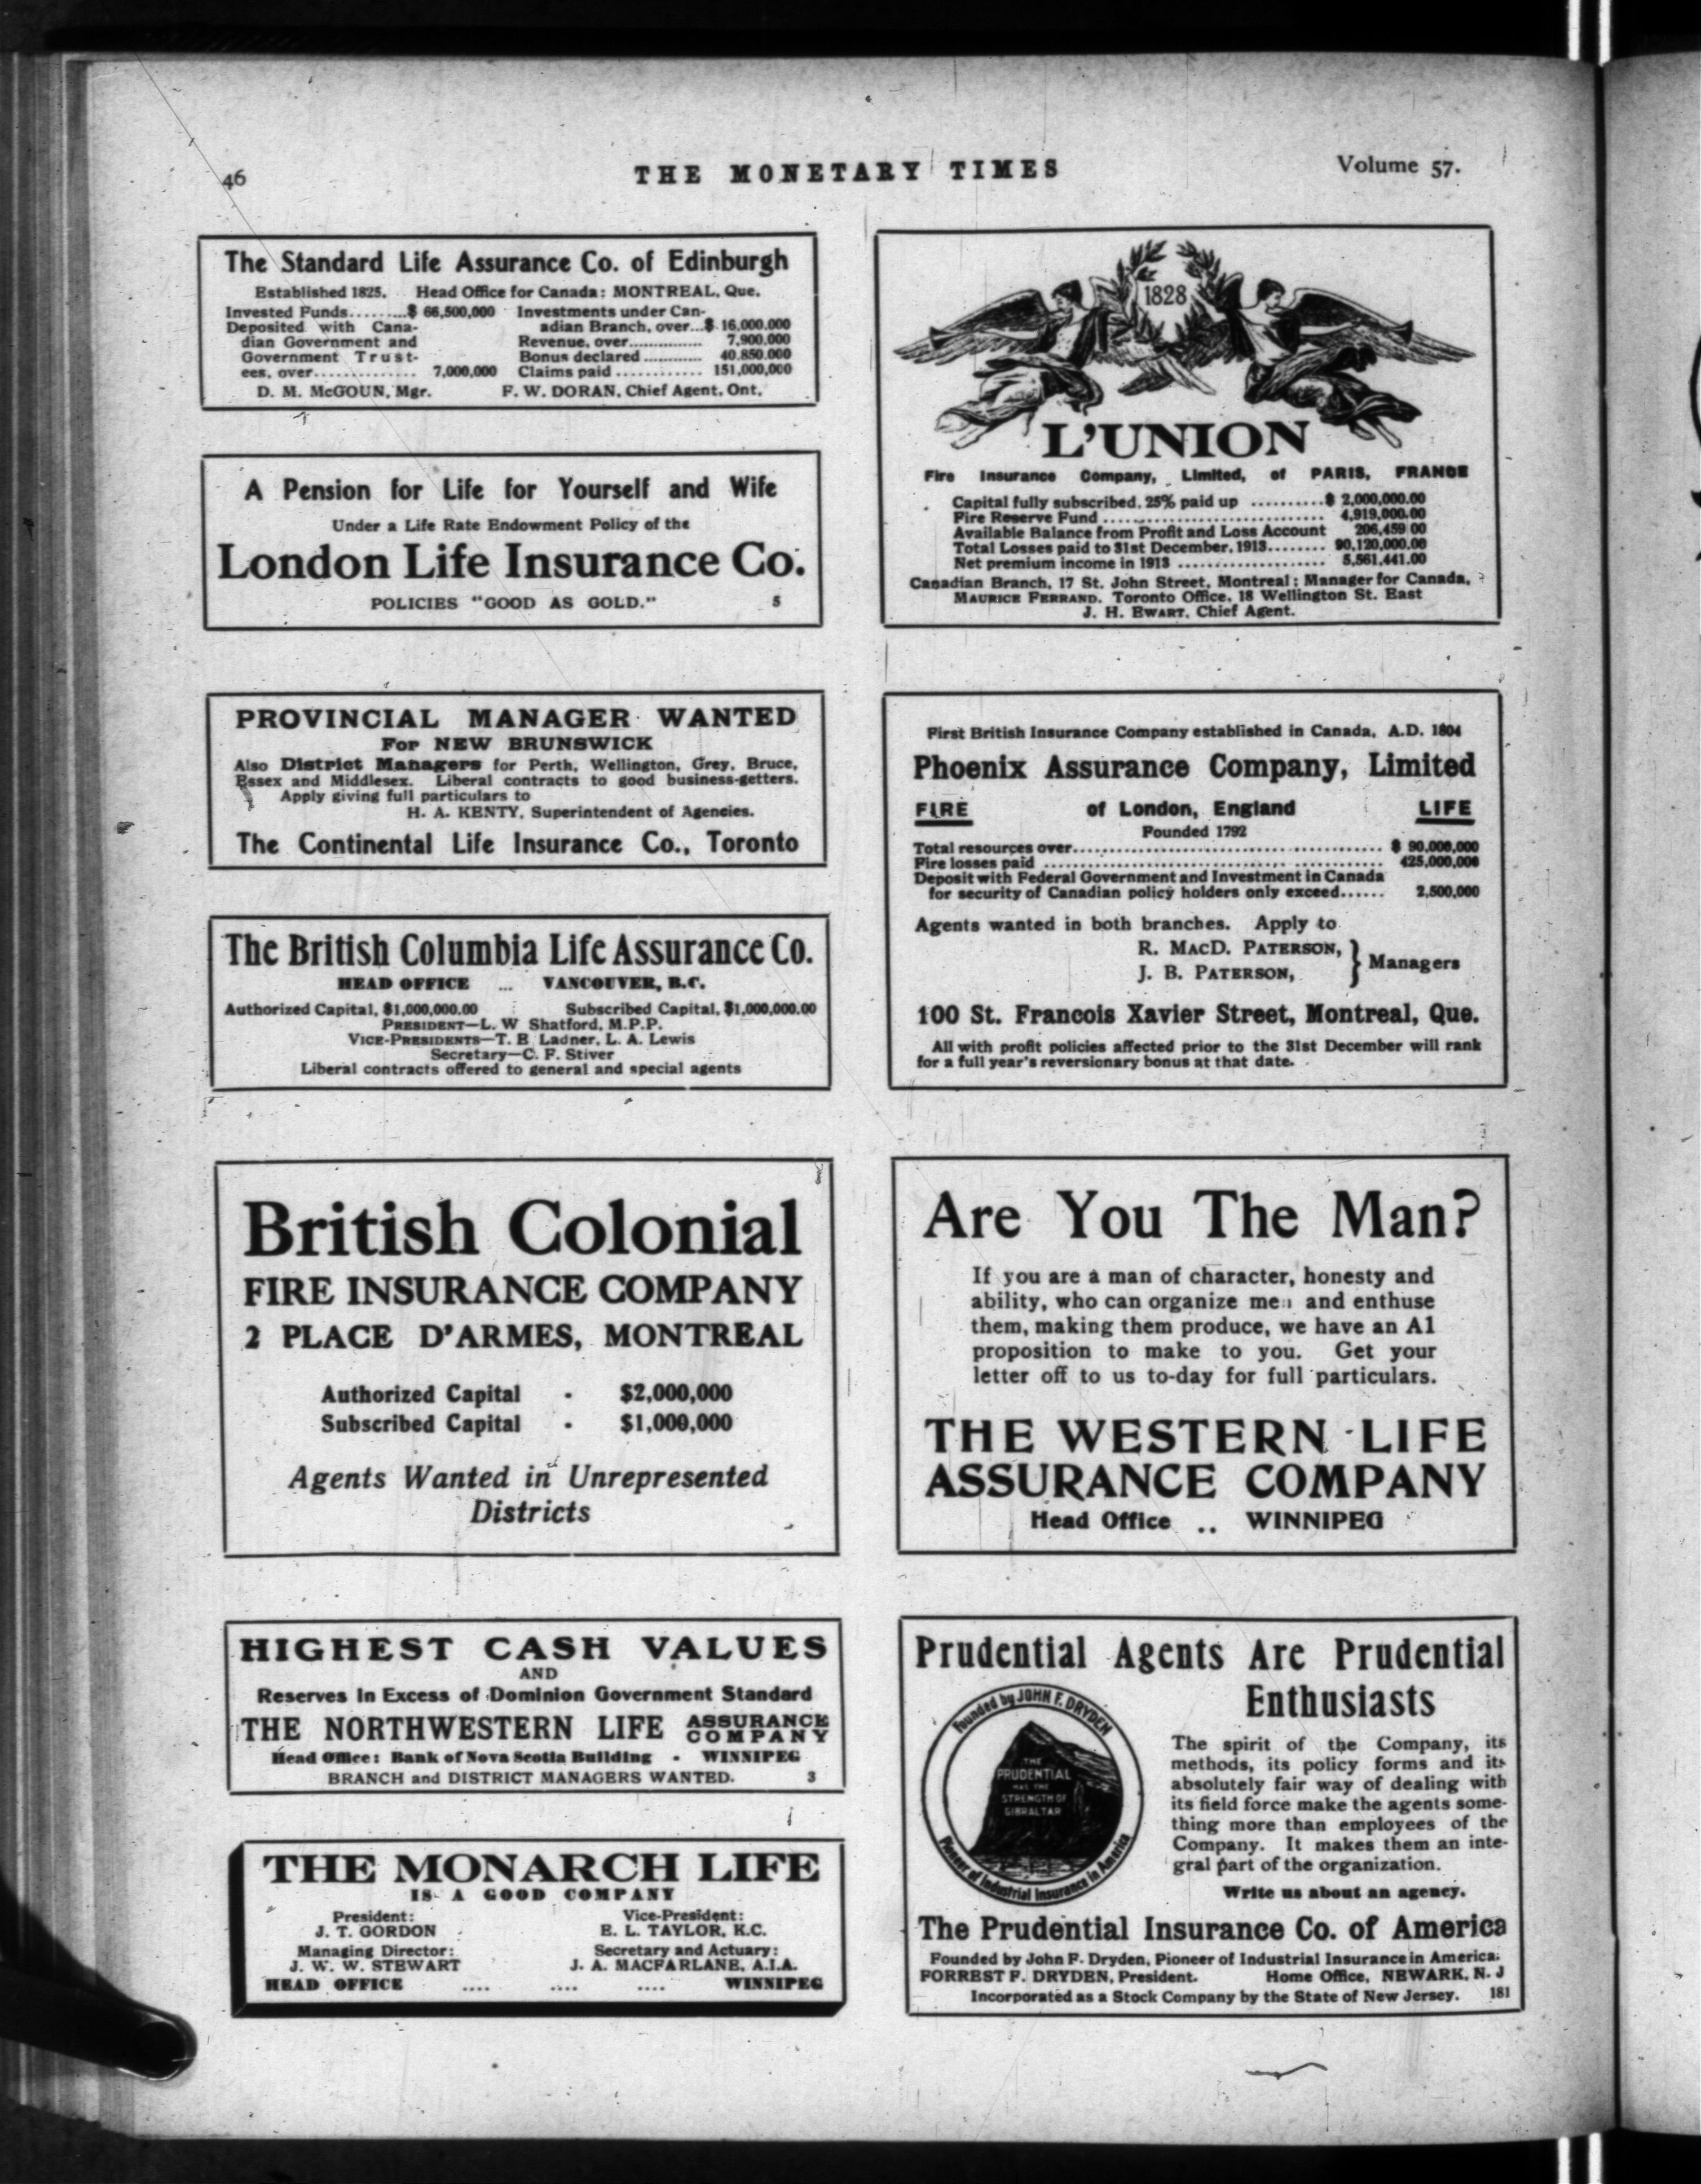 46
THE MONETARY TIMES
Volume 57.
The Standard Life Assurance Co. of Edinburgh
Established 1825. Head Office for Canada: MONTREAL, Que.
Invested Funds.........$ 66,500,000
Deposited with Cana-
dian Government and
Government Trust-
ees, over............... 7,000,000
Investments under Can-
adian Branch, over...$ 16,000,000
Revenue, over............... 7,900,000
Bonus declared ............ 40,850,000
Claims paid ............ 151,000,000
D. M. McGOUN, Mgr. F. W. DORAN, Chief Agent, Ont.
A Pension for Life for Yourself and Wife
Under a Life Rate Endowment Policy of the
London Life Insurance Co.
POLICIES "GOOD AS GOLD." 5
PROVINCIAL MANAGER WANTED
For NEW BRUNSWICK
Also District Managers for Perth, Wellington, Grey, Bruce,
Essex and Middlesex. Liberal contracts to good business-getters.
Apply giving full particulars to
H. A. KENTY, Superintendent of Agencies.
The Continental Life Insurance Co., Toronto
The British Columbia Life Assurance Co.
HEAD OFFICE ... VANCOUVER, B.C.
Authorized Capital, $1,000,000.00 Subscribed Capital, $1,000,000.00
PRESIDENT—L. W Shatford, M.P.P.
VICE-PRESIDENTS—T. E Ladner, L. A. Lewis
Secretary—C. F. Stiver
Liberal contracts offered to general and special agents
British Colonial
FIRE INSURANCE COMPANY
2 PLACE D'ARMES, MONTREAL
Authorized Capital - $2,000,000
Subscribed Capital - $1,000,000
Agents Wanted in Unrepresented
Districts
HIGHEST CASH VALUES
AND
Reserves in Excess of Dominion Government Standard
THE NORTHWESTERN LIFE ASSURANCE
COMPANY
Head Office: Bank of Nova Scotia Building - WINNIPEG
BRANCH and DISTRICT MANAGERS WANTED. 3
THE MONARCH LIFE
IS A GOOD COMPANY
President: Vice-President:
J. T. GORDON E. L. TAYLOR, K.C.
Managing Director: Secretary and Actuary:
J. W. W. STEWART J. A. MACFARLANE, A.I.A.
HEAD OFFICE .... .... .... WINNIPEG
1828
L'UNION
Fire Insurance Company, Limited, of PARIS, FRANCE
Capital fully subscribed, 25% paid up ..........$ 2,000,000.00
Fire Reserve Fund ................................ 4,919,000.00
Available Balance from Profit and Loss Account 206,459.00
Total Losses paid to 31st December, 1913........ 90,120,000.00
Net premium income in 1913 ..................... 5,561,441.00
Canadian Branch, 17 St. John Street, Montreal; Manager for Canada,
MAURICE FERRAND. Toronto Office, 18 Wellington St. East
J. H. EWART, Chief Agent.
First British Insurance Company established in Canada, A.D. 1804
Phoenix Assurance Company, Limited
FIRE of London, England LIFE
Founded 1792
Total resources over............................................ $ 90,000,000
Fire losses paid ................................................ 425,000,000
Deposit with Federal Government and Investment in Canada
for security of Canadian policy holders only exceed...... 2,500,000
Agents wanted in both branches. Apply to
R. MACD. PATERSON,
J. B. PATERSON,
} Managers
100 St. Francois Xavier Street, Montreal, Que.
All with profit policies affected prior to the 31st December will rank
for a full year's reversionary bonus at that date.
Are You The Man?
If you are a man of character, honesty and
ability, who can organize men and enthuse
them, making them produce, we have an A1
proposition to make to you. Get your
letter off to us to-day for full particulars.
THE WESTERN LIFE
ASSURANCE COMPANY
Head Office .. WINNIPEG
Prudential Agents Are Prudential
Enthusiasts
Founded by JOHN F. DRYDEN
THE
PRUDENTIAL
HAS THE
STRENGTH OF
GIBRALTAR
Pioneer of Industrial Insurance in America
The spirit of the Company, its
methods, its policy forms and its
absolutely fair way of dealing with
its field force make the agents some-
thing more than employees of the
Company. It makes them an inte-
gral part of the organization.
Write us about an agency.
The Prudential Insurance Co. of America
Founded by John F. Dryden, Pioneer of Industrial Insurance in America.
FORREST F. DRYDEN, President. Home Office, NEWARK, N. J
Incorporated as a Stock Company by the State of New Jersey. 181